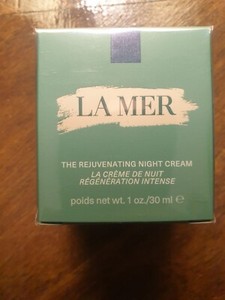 LA MER
THE REJUVENATING NIGHT CREAM
LA CRÈME DE NUIT
RÉGÉNÉRATION INTENSE
poids net wt. 1 oz./30 ml e